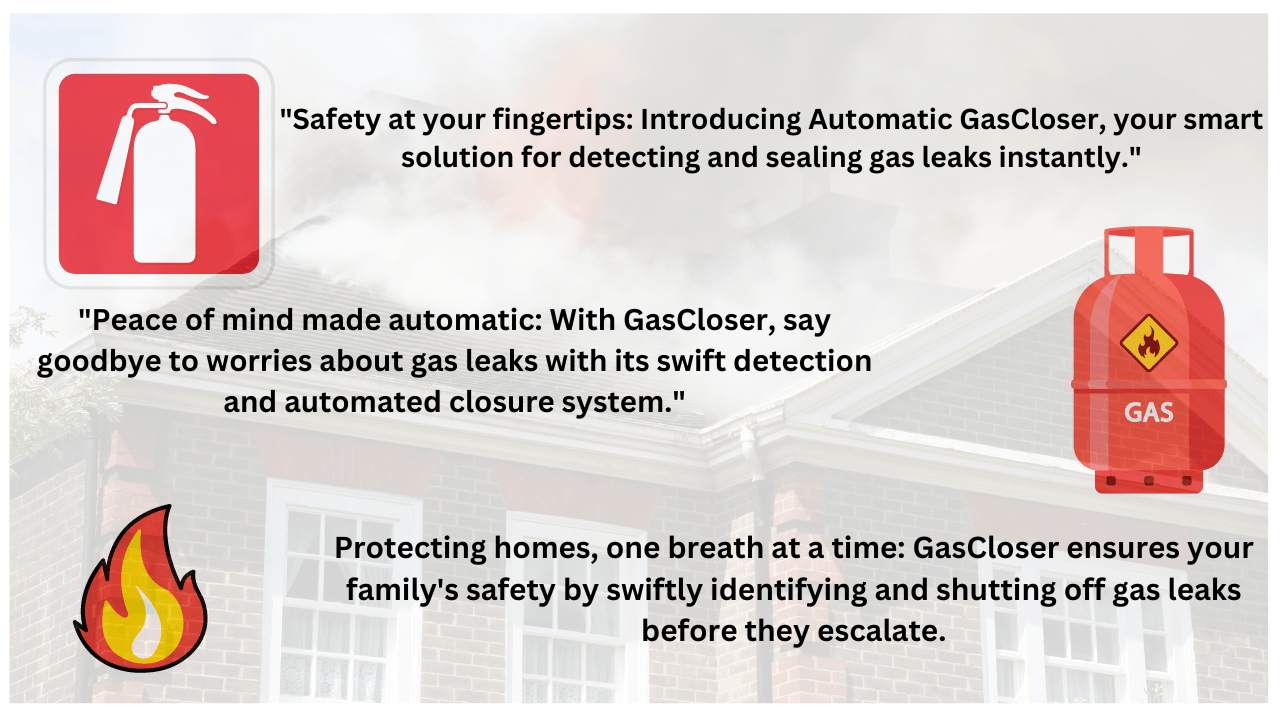 "Safety at your fingertips: Introducing Automatic GasCloser, your smart
solution for detecting and sealing gas leaks instantly."
"Peace of mind made automatic: With GasCloser, say
goodbye to worries about gas leaks with its swift detection
and automated closure system."
GAS
Protecting homes, one breath at a time: GasCloser ensures your
family's safety by swiftly identifying and shutting off gas leaks
before they escalate.